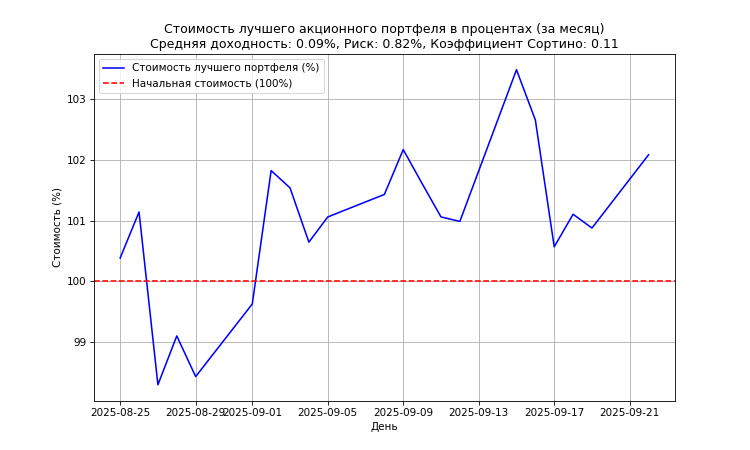 Стоимость лучшего акционного портфеля в процентах (за месяц)
Средняя доходность: 0.09%, Риск: 0.82%, Коэффициент Сортино: 0.11
Стоимость лучшего портфеля (%)
Начальная стоимость (100%)
Стоимость (%)
103
102
101
100
99
2025-08-25 2025-08-29 2025-09-01 2025-09-05 2025-09-09 2025-09-13 2025-09-17 2025-09-21
День